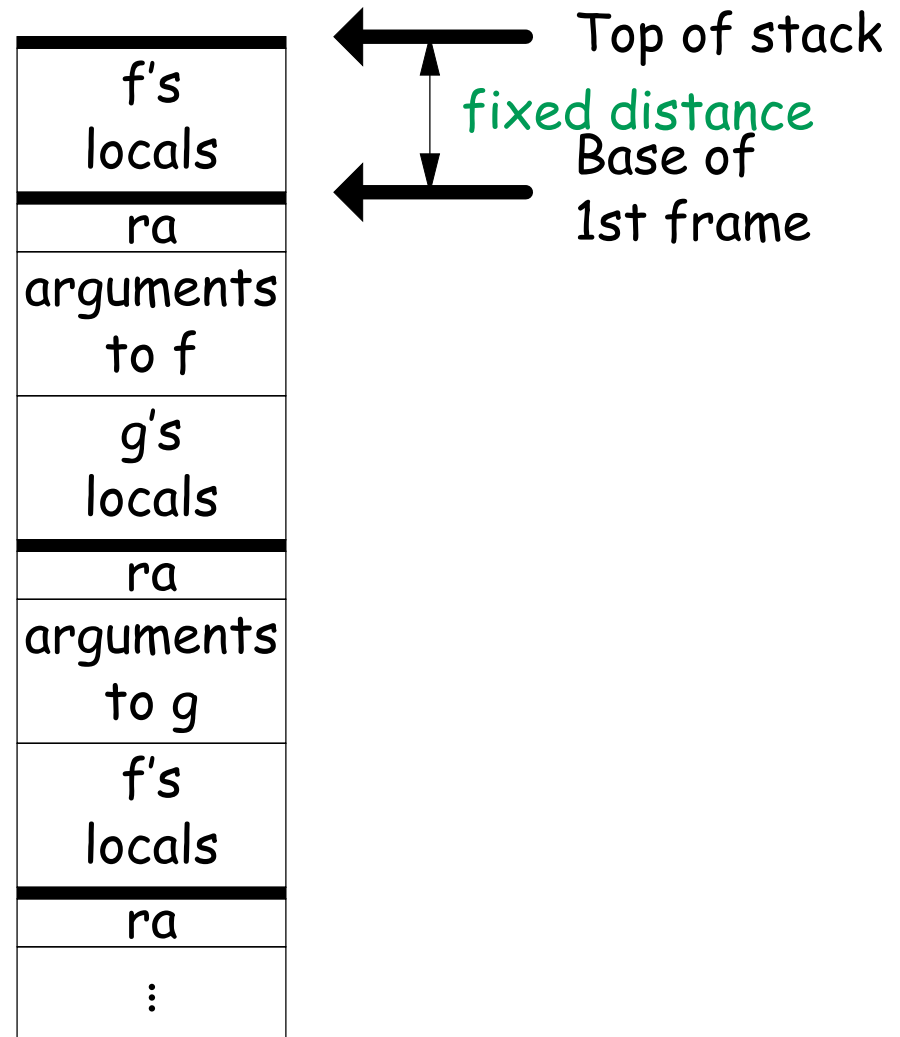 Top of stack
f's
locals
fixed distance
Base of
1st frame
ra
arguments
to f
g's
locals
ra
arguments
to g
f's
locals
ra
⋮